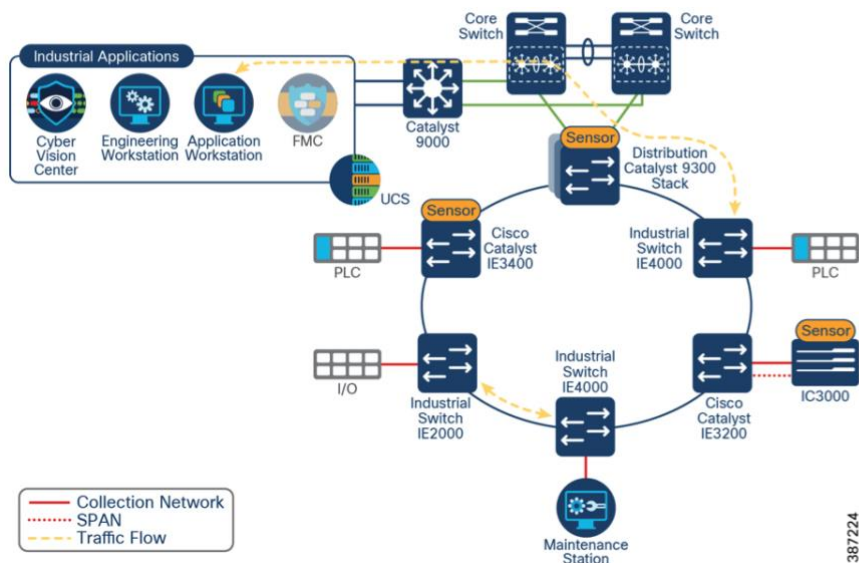 Core
Switch
Core
Switch
Industrial Applications
Cyber
Vision
Center
Engineering
Workstation
Application
Workstation
FMC
UCS
Catalyst
9000
Sensor
Distribution
Catalyst 9300
Stack
Sensor
Cisco
Catalyst
IE3400
PLC
Industrial
Switch
IE4000
PLC
I/O
Industrial
Switch
IE2000
Industrial
Switch
IE4000
Cisco
Catalyst
IE3200
Sensor
IC3000
Maintenance
Station
Collection Network
SPAN
Traffic Flow
387224